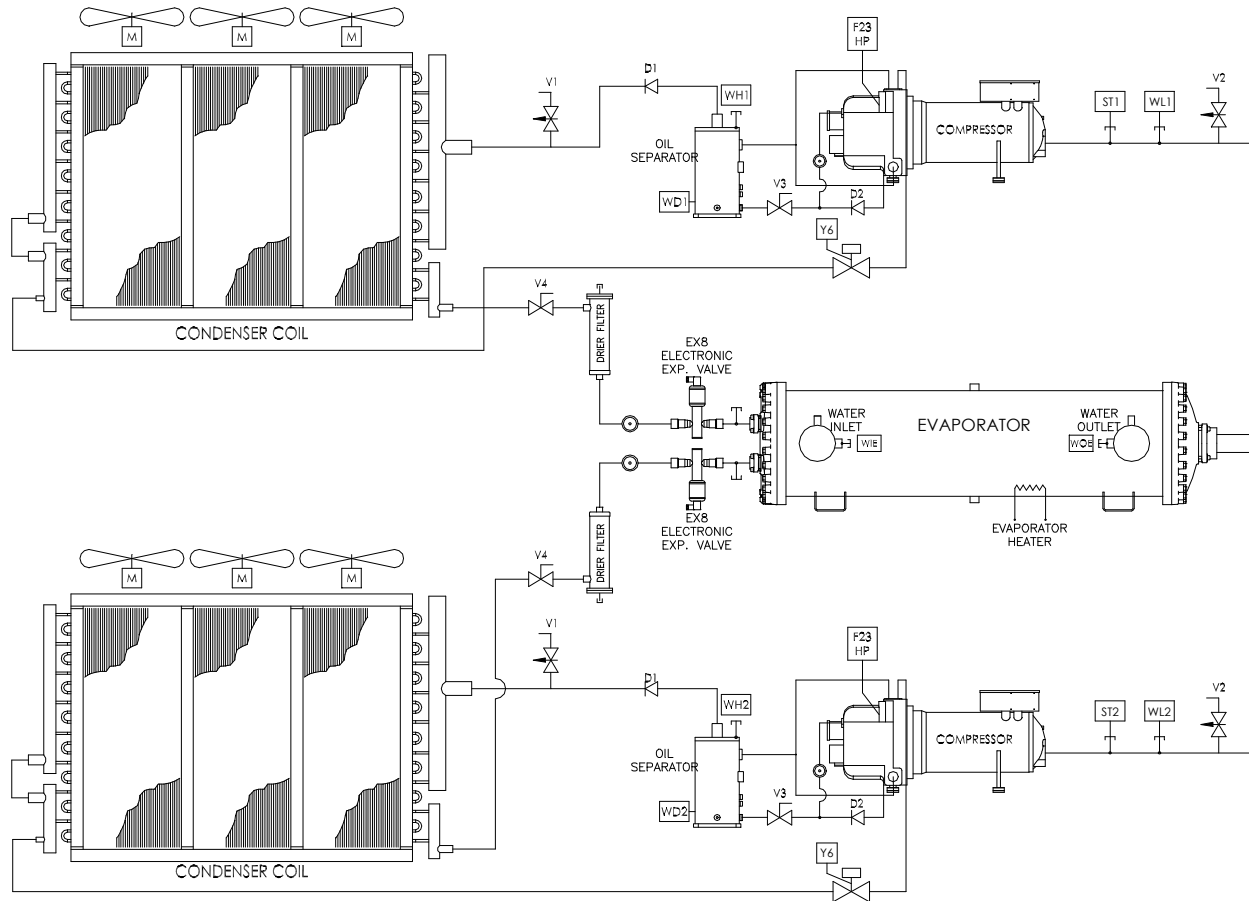 M M M
F23
HP
V1
D1
WH1
ST1
WL1
V2
COMPRESSOR
OIL
SEPARATOR
WD1
V3
D2
Y6
V4
CONDENSER COIL
DRIER FILTER
EX8
ELECTRONIC
EXP. VALVE
WATER
INLET
WIE
EVAPORATOR
WATER
OUTLET
WOE
EVAPORATOR
HEATER
EX8
ELECTRONIC
EXP. VALVE
DRIER FILTER
V4
M M M
F23
HP
V1
D1
WH2
ST2
WL2
V2
COMPRESSOR
OIL
SEPARATOR
WD2
V3
D2
Y6
CONDENSER COIL